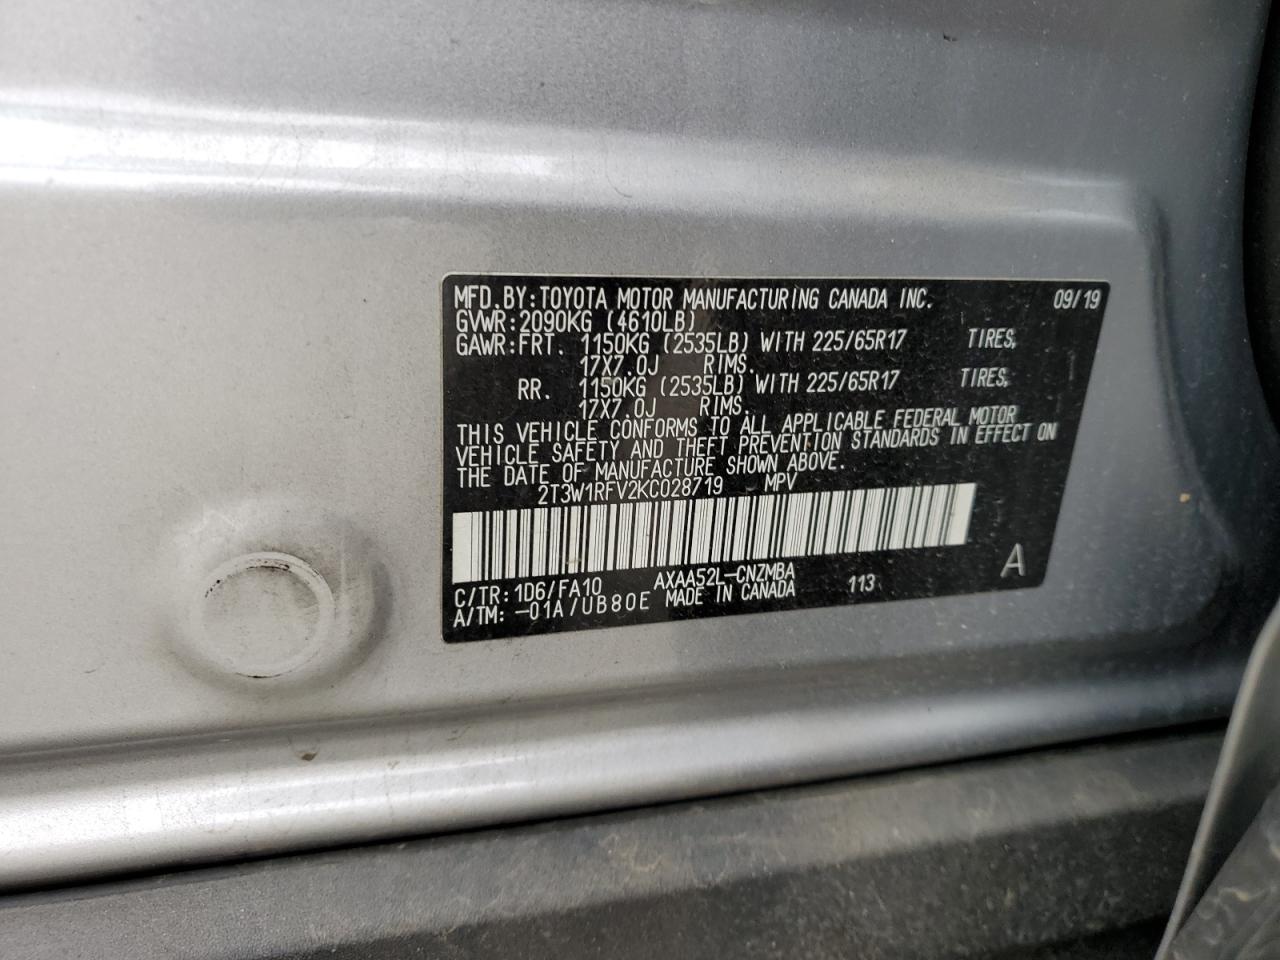 MFD.BY:TOYOTA MOTOR MANUFACTURING CANADA INC. 09/19
GVWR:2090KG (4610LB)
GAWR:FRT. 1150KG (2535LB) WITH 225/65R17 TIRES,
17X7.0J RIMS.
RR. 1150KG (2535LB) WITH 225/65R17 TIRES,
17X7.0J RIMS.
THIS VEHICLE CONFORMS TO ALL APPLICABLE FEDERAL MOTOR
VEHICLE SAFETY AND THEFT PREVENTION STANDARDS IN EFFECT ON
THE DATE OF MANUFACTURE SHOWN ABOVE.
2T3W1RFV2KC028719 MPV
C/TR:1D6/FA10 AXAA52L-CNZMBA 113 A
A/TM:-01A/UB80E MADE IN CANADA